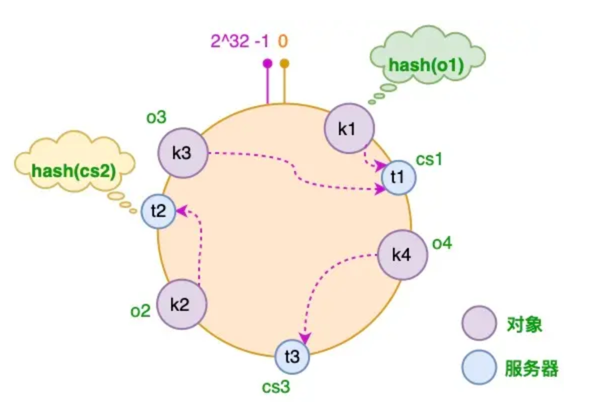 2^32 -1 0
hash(o1)
o3
k1
k3
cs1
hash(cs2)
t1
t2
o4
k4
k2
o2
对象
t3
服务器
cs3